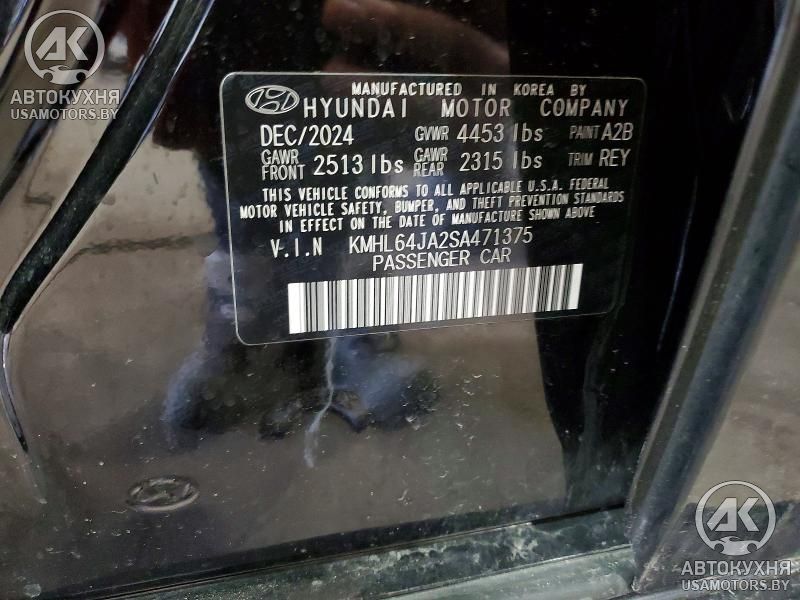 AK
АВТОКУХНЯ
USAMOTORS.BY
MANUFACTURED IN KOREA BY
HYUNDAI MOTOR COMPANY
DEC/2024 GVWR 4453 lbs PAINT A2B
GAWR FRONT 2513 lbs GAWR REAR 2315 lbs TRIM REY
THIS VEHICLE CONFORMS TO ALL APPLICABLE U.S.A. FEDERAL
MOTOR VEHICLE SAFETY, BUMPER, AND THEFT PREVENTION STANDARDS
IN EFFECT ON THE DATE OF MANUFACTURE SHOWN ABOVE
V.I.N KMHL64JA2SA471375
PASSENGER CAR
AK
АВТОКУХНЯ
USAMOTORS.BY